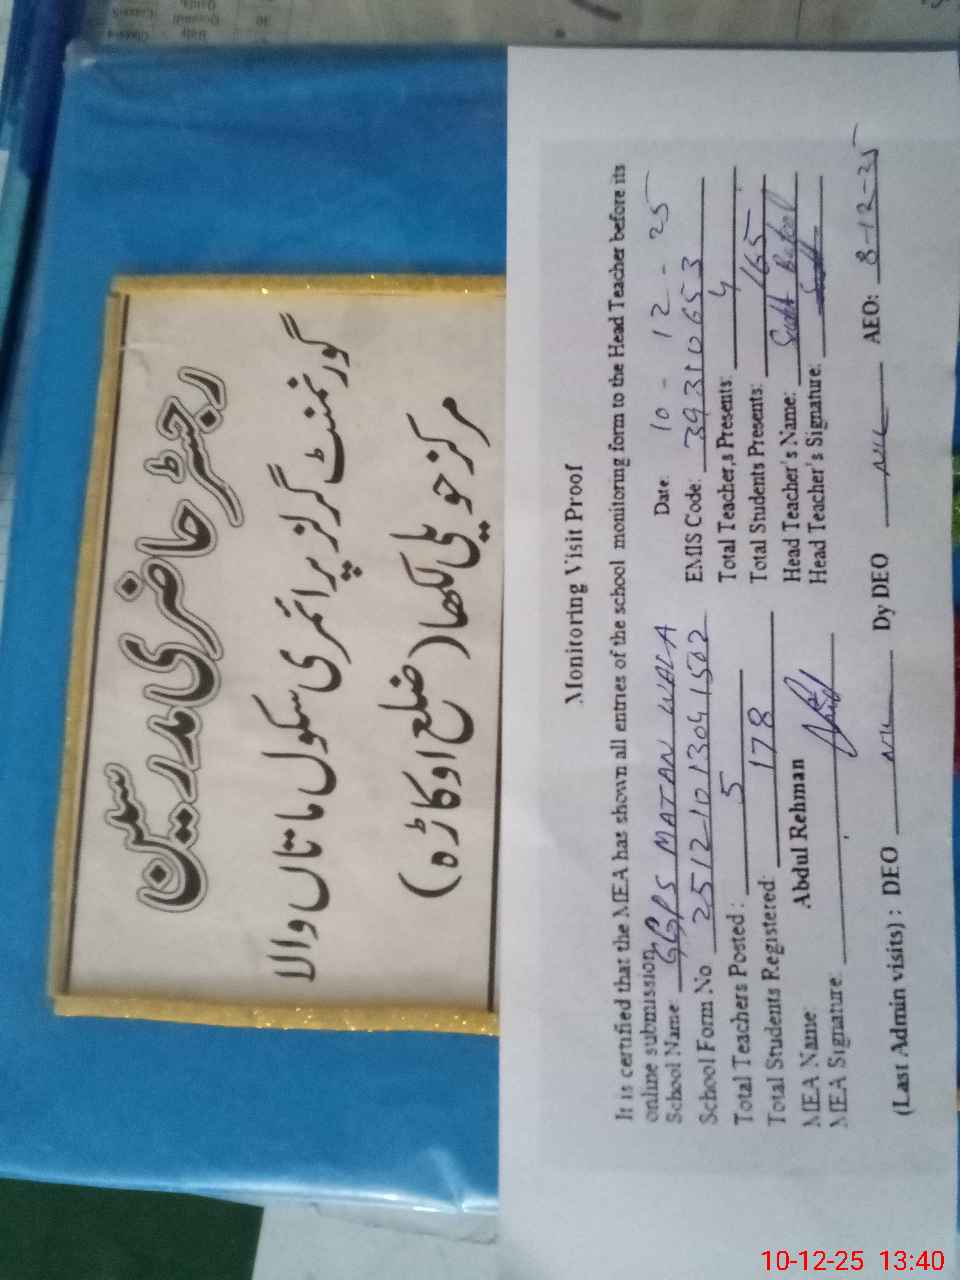 رجسٹر حاضری مدرسین
گورنمنٹ گرلز پرائمری سکول ماتاں والا
مرکز حویلی لکھا (ضلع اوکاڑہ)
Monitoring Visit Proof
It is certified that the MEA has shown all entries of the school monitoring form to the Head Teacher before its
online submission.
Date: 10 - 12 - 25
School Name: GGPS MATAN WALA EMIS Code: 39310653
School Form No 25121013041502 Total Teacher,s Presents: 4
Total Teachers Posted: 5 Total Students Presents: 165
Total Students Registered: 178 Head Teacher's Name:
MEA Name: Abdul Rehman Head Teacher's Signature:
MEA Signature:
(Last Admin visits) : DEO NIL Dy DEO NIL AEO: 8-12-25
10-12-25 13:40